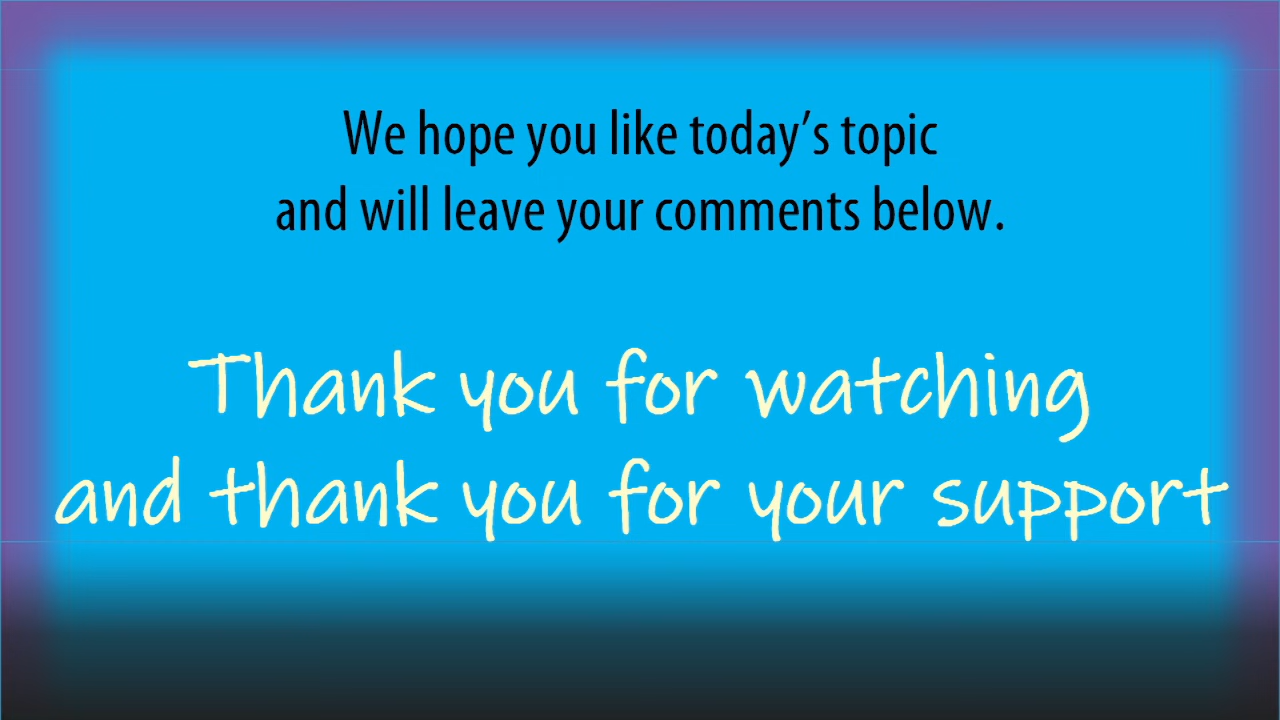 We hope you like today’s topic
and will leave your comments below.
Thank you for watching
and thank you for your support